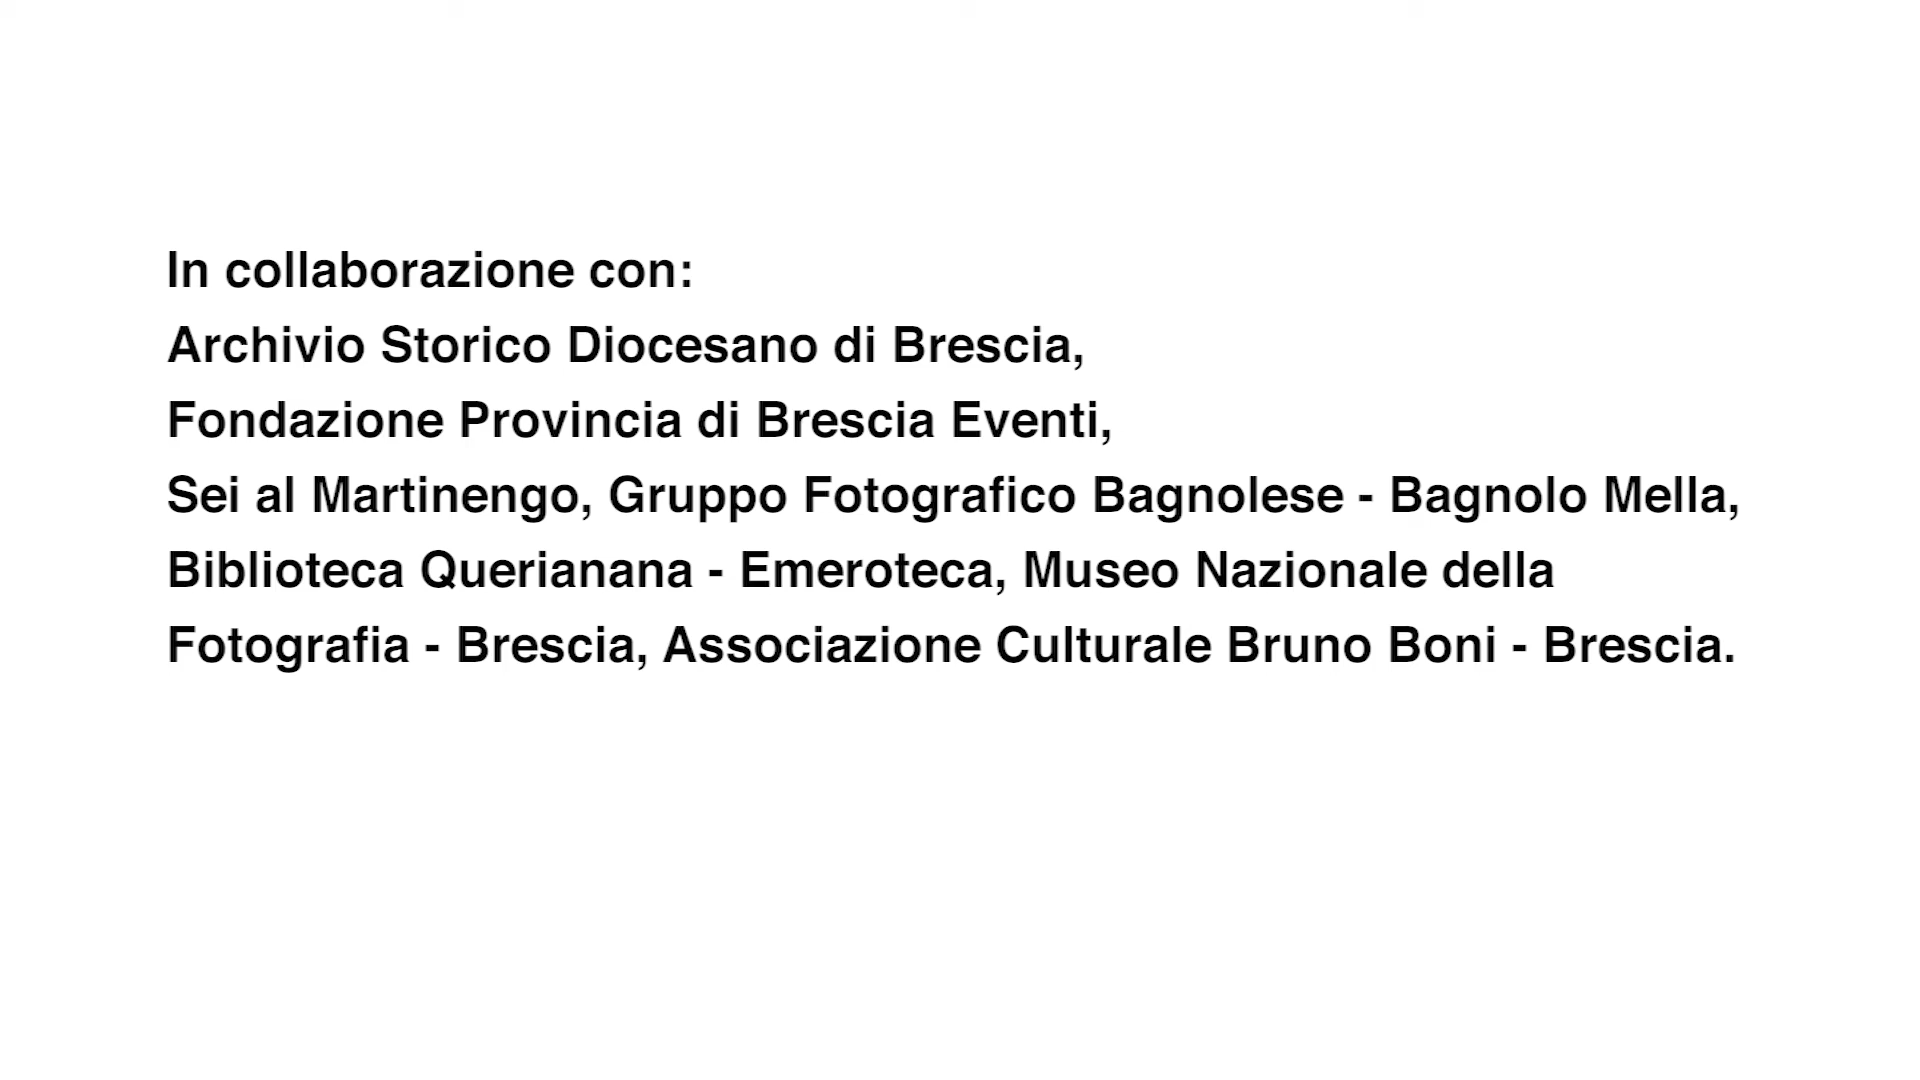 In collaborazione con:
Archivio Storico Diocesano di Brescia,
Fondazione Provincia di Brescia Eventi,
Sei al Martinengo, Gruppo Fotografico Bagnolese - Bagnolo Mella,
Biblioteca Querianana - Emeroteca, Museo Nazionale della
Fotografia - Brescia, Associazione Culturale Bruno Boni - Brescia.